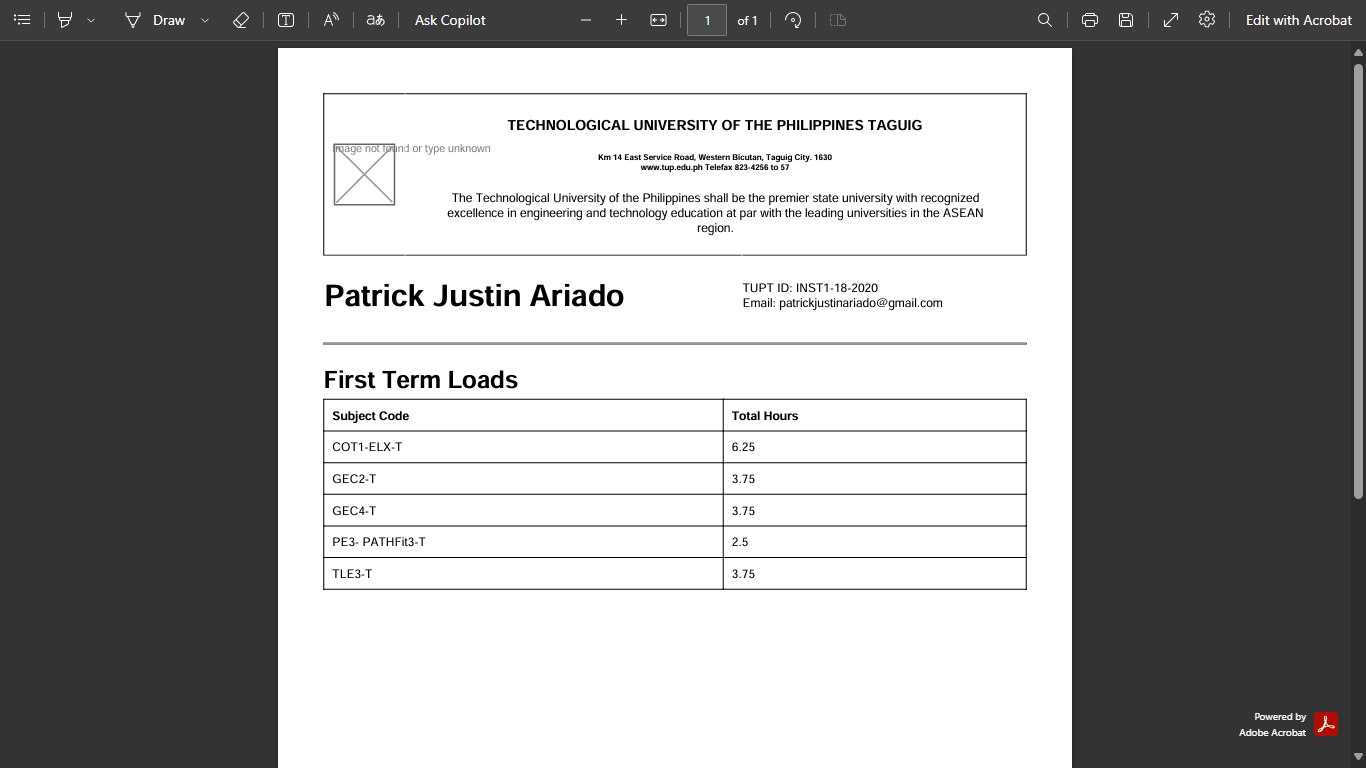 Draw
Ask Copilot
1
of 1
Edit with Acrobat
TECHNOLOGICAL UNIVERSITY OF THE PHILIPPINES TAGUIG
Image not found or type unknown
Km 14 East Service Road, Western Bicutan, Taguig City. 1630
www.tup.edu.ph Telefax 823-4256 to 57
The Technological University of the Philippines shall be the premier state university with recognized
excellence in engineering and technology education at par with the leading universities in the ASEAN
region.
Patrick Justin Ariado
TUPT ID: INST1-18-2020
Email: patrickjustinariado@gmail.com
First Term Loads
Subject Code Total Hours
COT1-ELX-T 6.25
GEC2-T 3.75
GEC4-T 3.75
PE3- PATHFit3-T 2.5
TLE3-T 3.75
Powered by
Adobe Acrobat